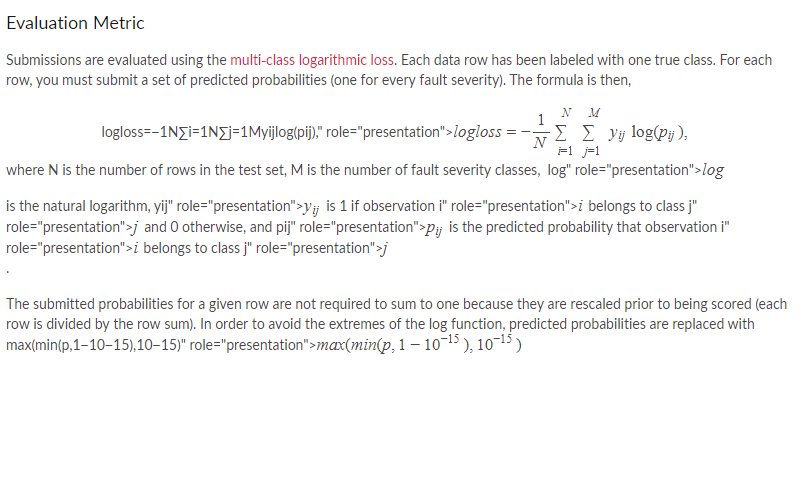 Evaluation Metric
Submissions are evaluated using the multi-class logarithmic loss. Each data row has been labeled with one true class. For each
row, you must submit a set of predicted probabilities (one for every fault severity). The formula is then,
logloss=−1N∑i=1N∑j=1Myijlog(pij)," role="presentation">logloss = −\frac{1}{N} \sum_{i=1}^{N} \sum_{j=1}^{M} y_{ij} log(p_{ij}),
where N is the number of rows in the test set, M is the number of fault severity classes, log" role="presentation">log
is the natural logarithm, yij" role="presentation">y_{ij} is 1 if observation i" role="presentation">i belongs to class j"
role="presentation">j and 0 otherwise, and pij" role="presentation">p_{ij} is the predicted probability that observation i"
role="presentation">i belongs to class j" role="presentation">j
.
The submitted probabilities for a given row are not required to sum to one because they are rescaled prior to being scored (each
row is divided by the row sum). In order to avoid the extremes of the log function, predicted probabilities are replaced with
max(min(p,1−10−15),10−15)" role="presentation">max(min(p, 1 − 10^{−15}), 10^{−15})